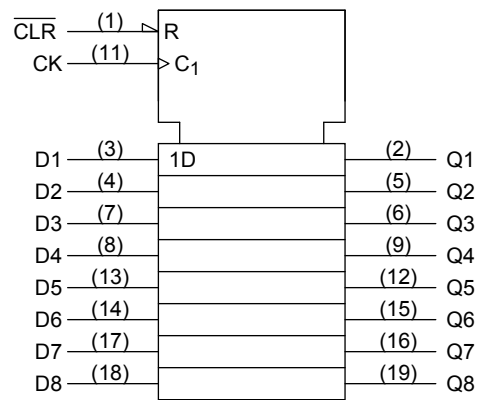 C̅L̅R̅ (1) R
CK (11) C1
D1 (3) 1D (2) Q1
D2 (4) (5) Q2
D3 (7) (6) Q3
D4 (8) (9) Q4
D5 (13) (12) Q5
D6 (14) (15) Q6
D7 (17) (16) Q7
D8 (18) (19) Q8